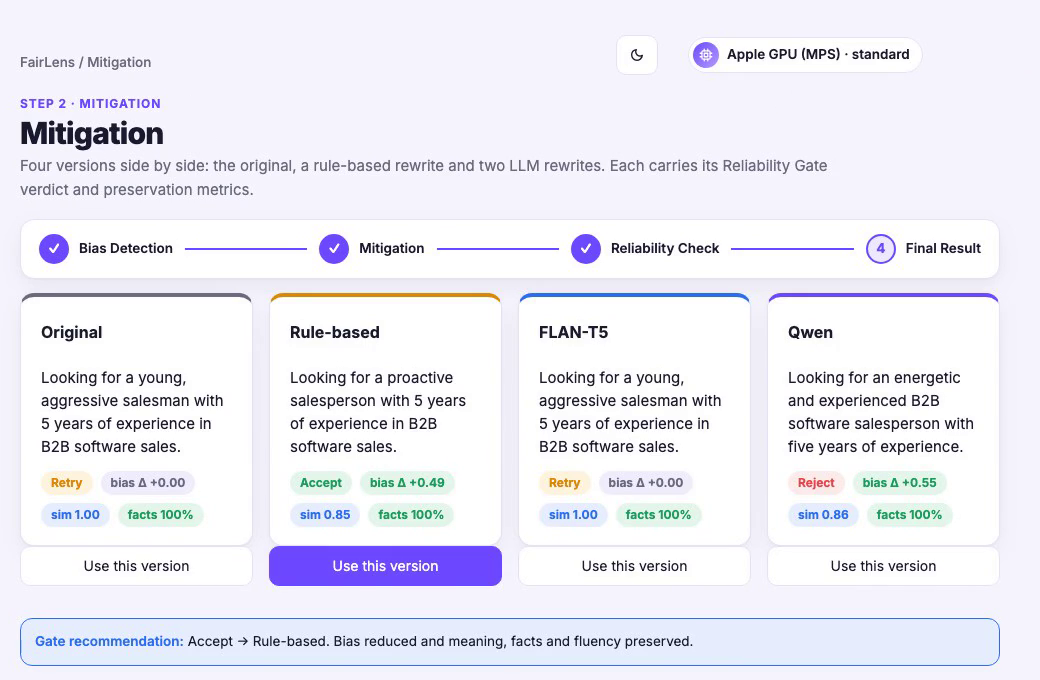 FairLens / Mitigation
Apple GPU (MPS) · standard
STEP 2 · MITIGATION
Mitigation
Four versions side by side: the original, a rule-based rewrite and two LLM rewrites. Each carries its Reliability Gate
verdict and preservation metrics.
Bias Detection
Mitigation
Reliability Check
4 Final Result
Original
Looking for a young,
aggressive salesman with
5 years of experience in
B2B software sales.
Retry bias Δ +0.00
sim 1.00 facts 100%
Use this version
Rule-based
Looking for a proactive
salesperson with 5 years
of experience in B2B
software sales.
Accept bias Δ +0.49
sim 0.85 facts 100%
Use this version
FLAN-T5
Looking for a young,
aggressive salesman with
5 years of experience in
B2B software sales.
Retry bias Δ +0.00
sim 1.00 facts 100%
Use this version
Qwen
Looking for an energetic
and experienced B2B
software salesperson with
five years of experience.
Reject bias Δ +0.55
sim 0.86 facts 100%
Use this version
Gate recommendation: Accept → Rule-based. Bias reduced and meaning, facts and fluency preserved.